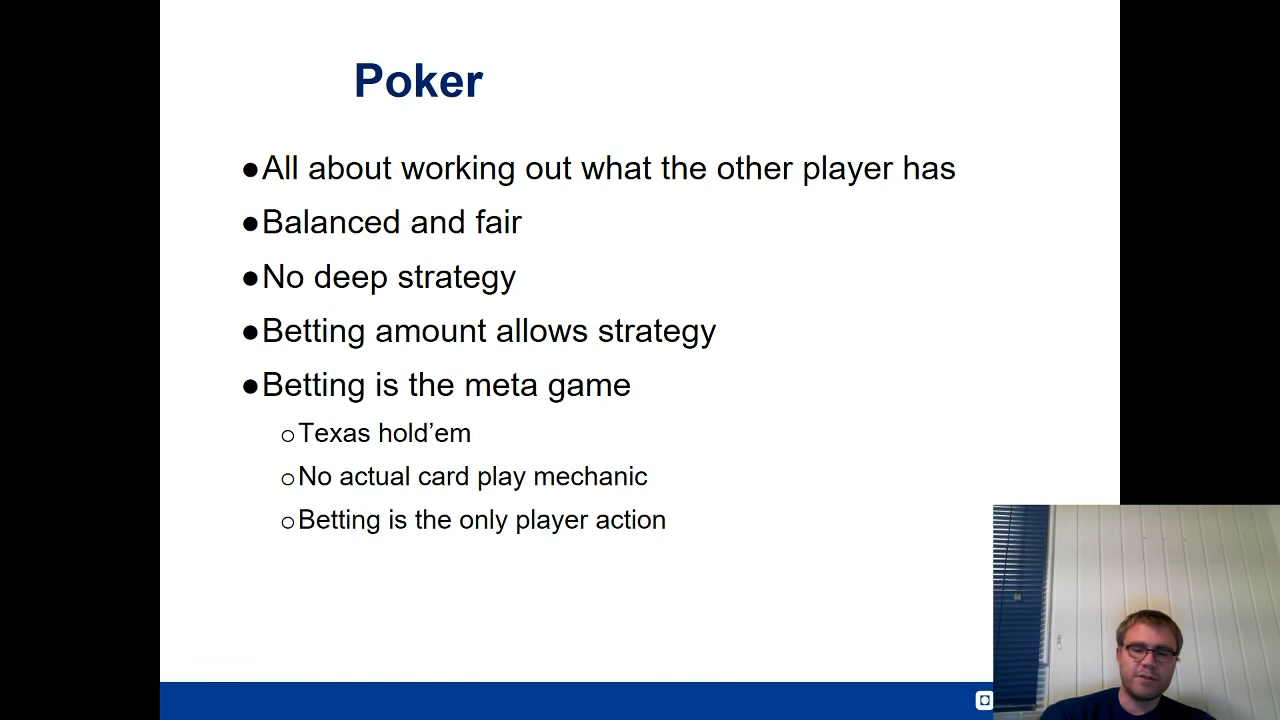 Poker
●All about working out what the other player has
●Balanced and fair
●No deep strategy
●Betting amount allows strategy
●Betting is the meta game
○Texas hold’em
○No actual card play mechanic
○Betting is the only player action